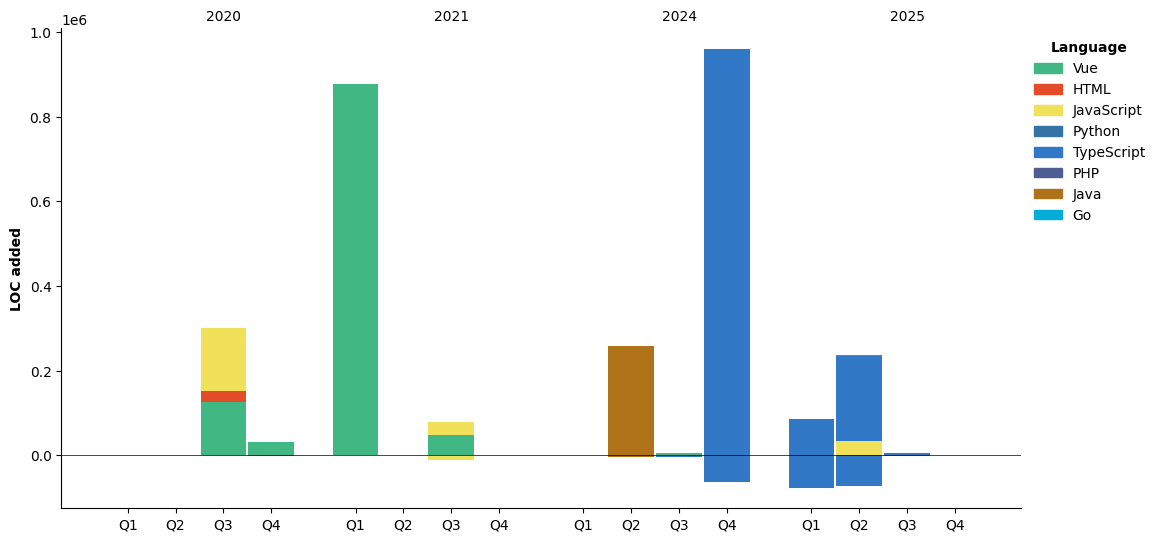 1e6
2020 2021 2024 2025
1.0
0.8
0.6
0.4
0.2
0.0
LOC added
Q1 Q2 Q3 Q4 Q1 Q2 Q3 Q4 Q1 Q2 Q3 Q4 Q1 Q2 Q3 Q4
Language
Vue
HTML
JavaScript
Python
TypeScript
PHP
Java
Go